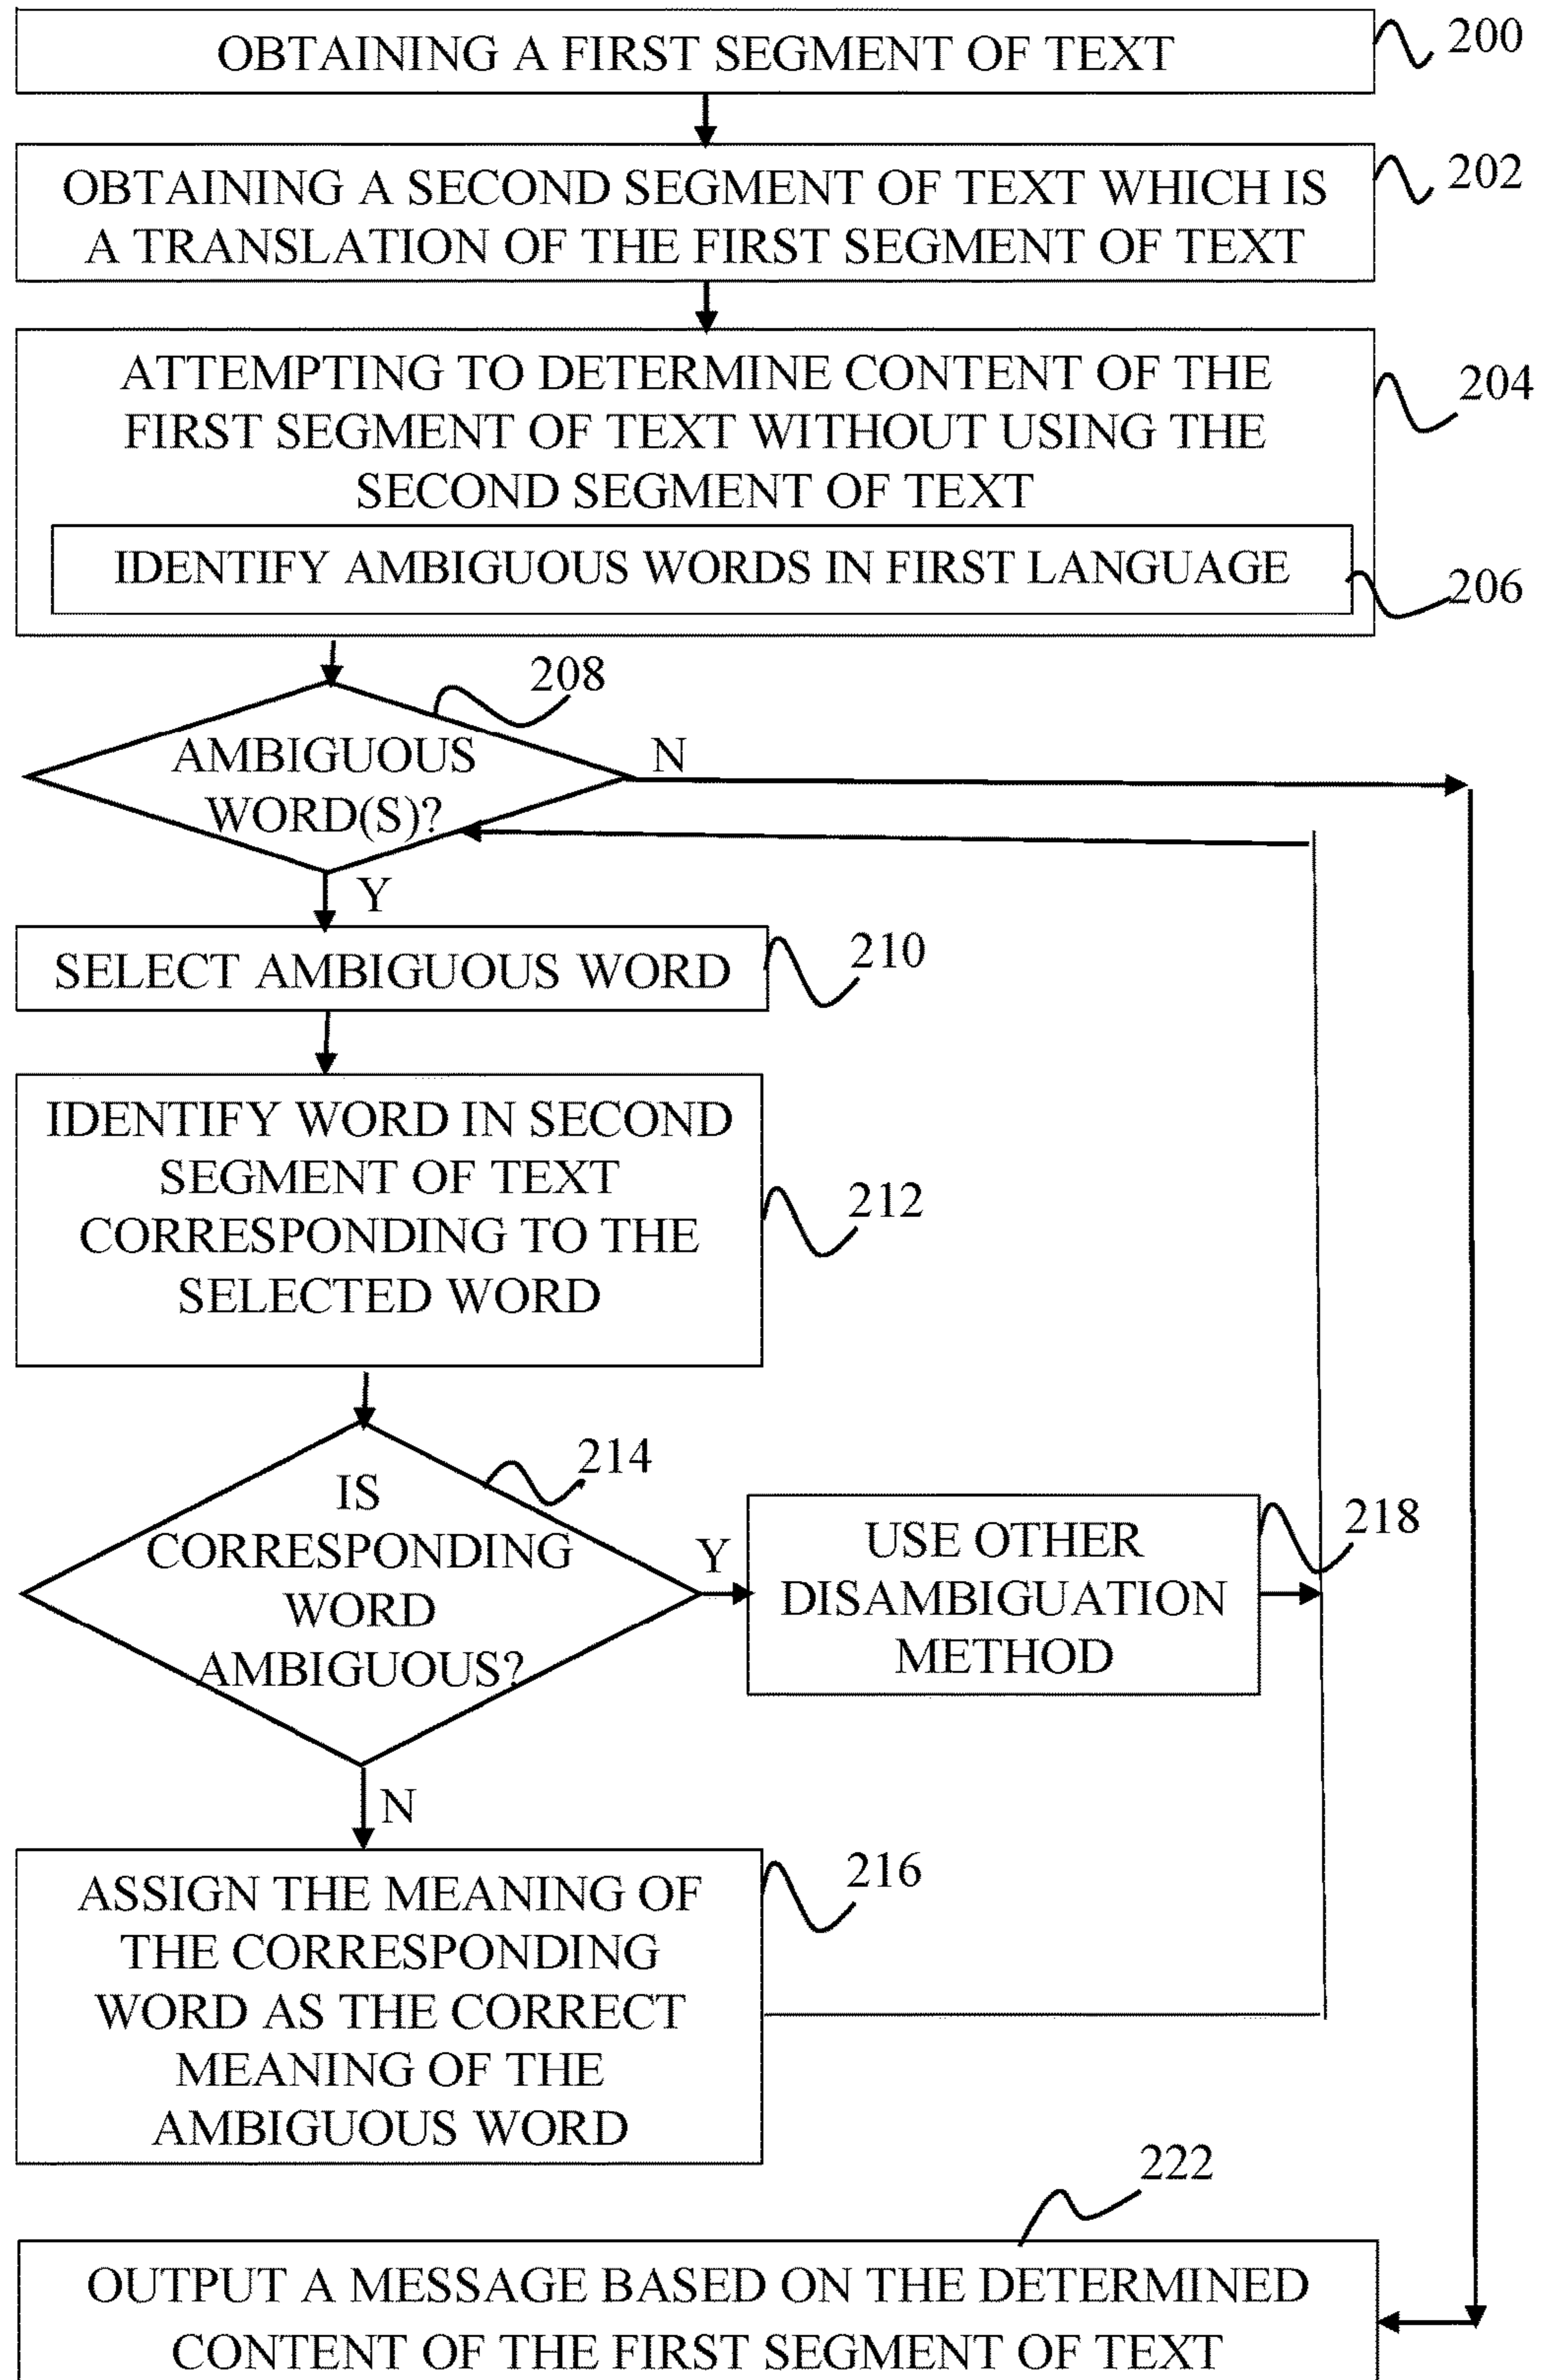 OBTAINING A FIRST SEGMENT OF TEXT
200
OBTAINING A SECOND SEGMENT OF TEXT WHICH IS
A TRANSLATION OF THE FIRST SEGMENT OF TEXT
202
ATTEMPTING TO DETERMINE CONTENT OF THE
FIRST SEGMENT OF TEXT WITHOUT USING THE
SECOND SEGMENT OF TEXT
204
IDENTIFY AMBIGUOUS WORDS IN FIRST LANGUAGE
206
208
AMBIGUOUS
WORD(S)?
N
Y
SELECT AMBIGUOUS WORD
210
IDENTIFY WORD IN SECOND
SEGMENT OF TEXT
CORRESPONDING TO THE
SELECTED WORD
212
214
IS
CORRESPONDING
WORD
AMBIGUOUS?
Y
USE OTHER
DISAMBIGUATION
METHOD
218
N
ASSIGN THE MEANING OF
THE CORRESPONDING
WORD AS THE CORRECT
MEANING OF THE
AMBIGUOUS WORD
216
222
OUTPUT A MESSAGE BASED ON THE DETERMINED
CONTENT OF THE FIRST SEGMENT OF TEXT